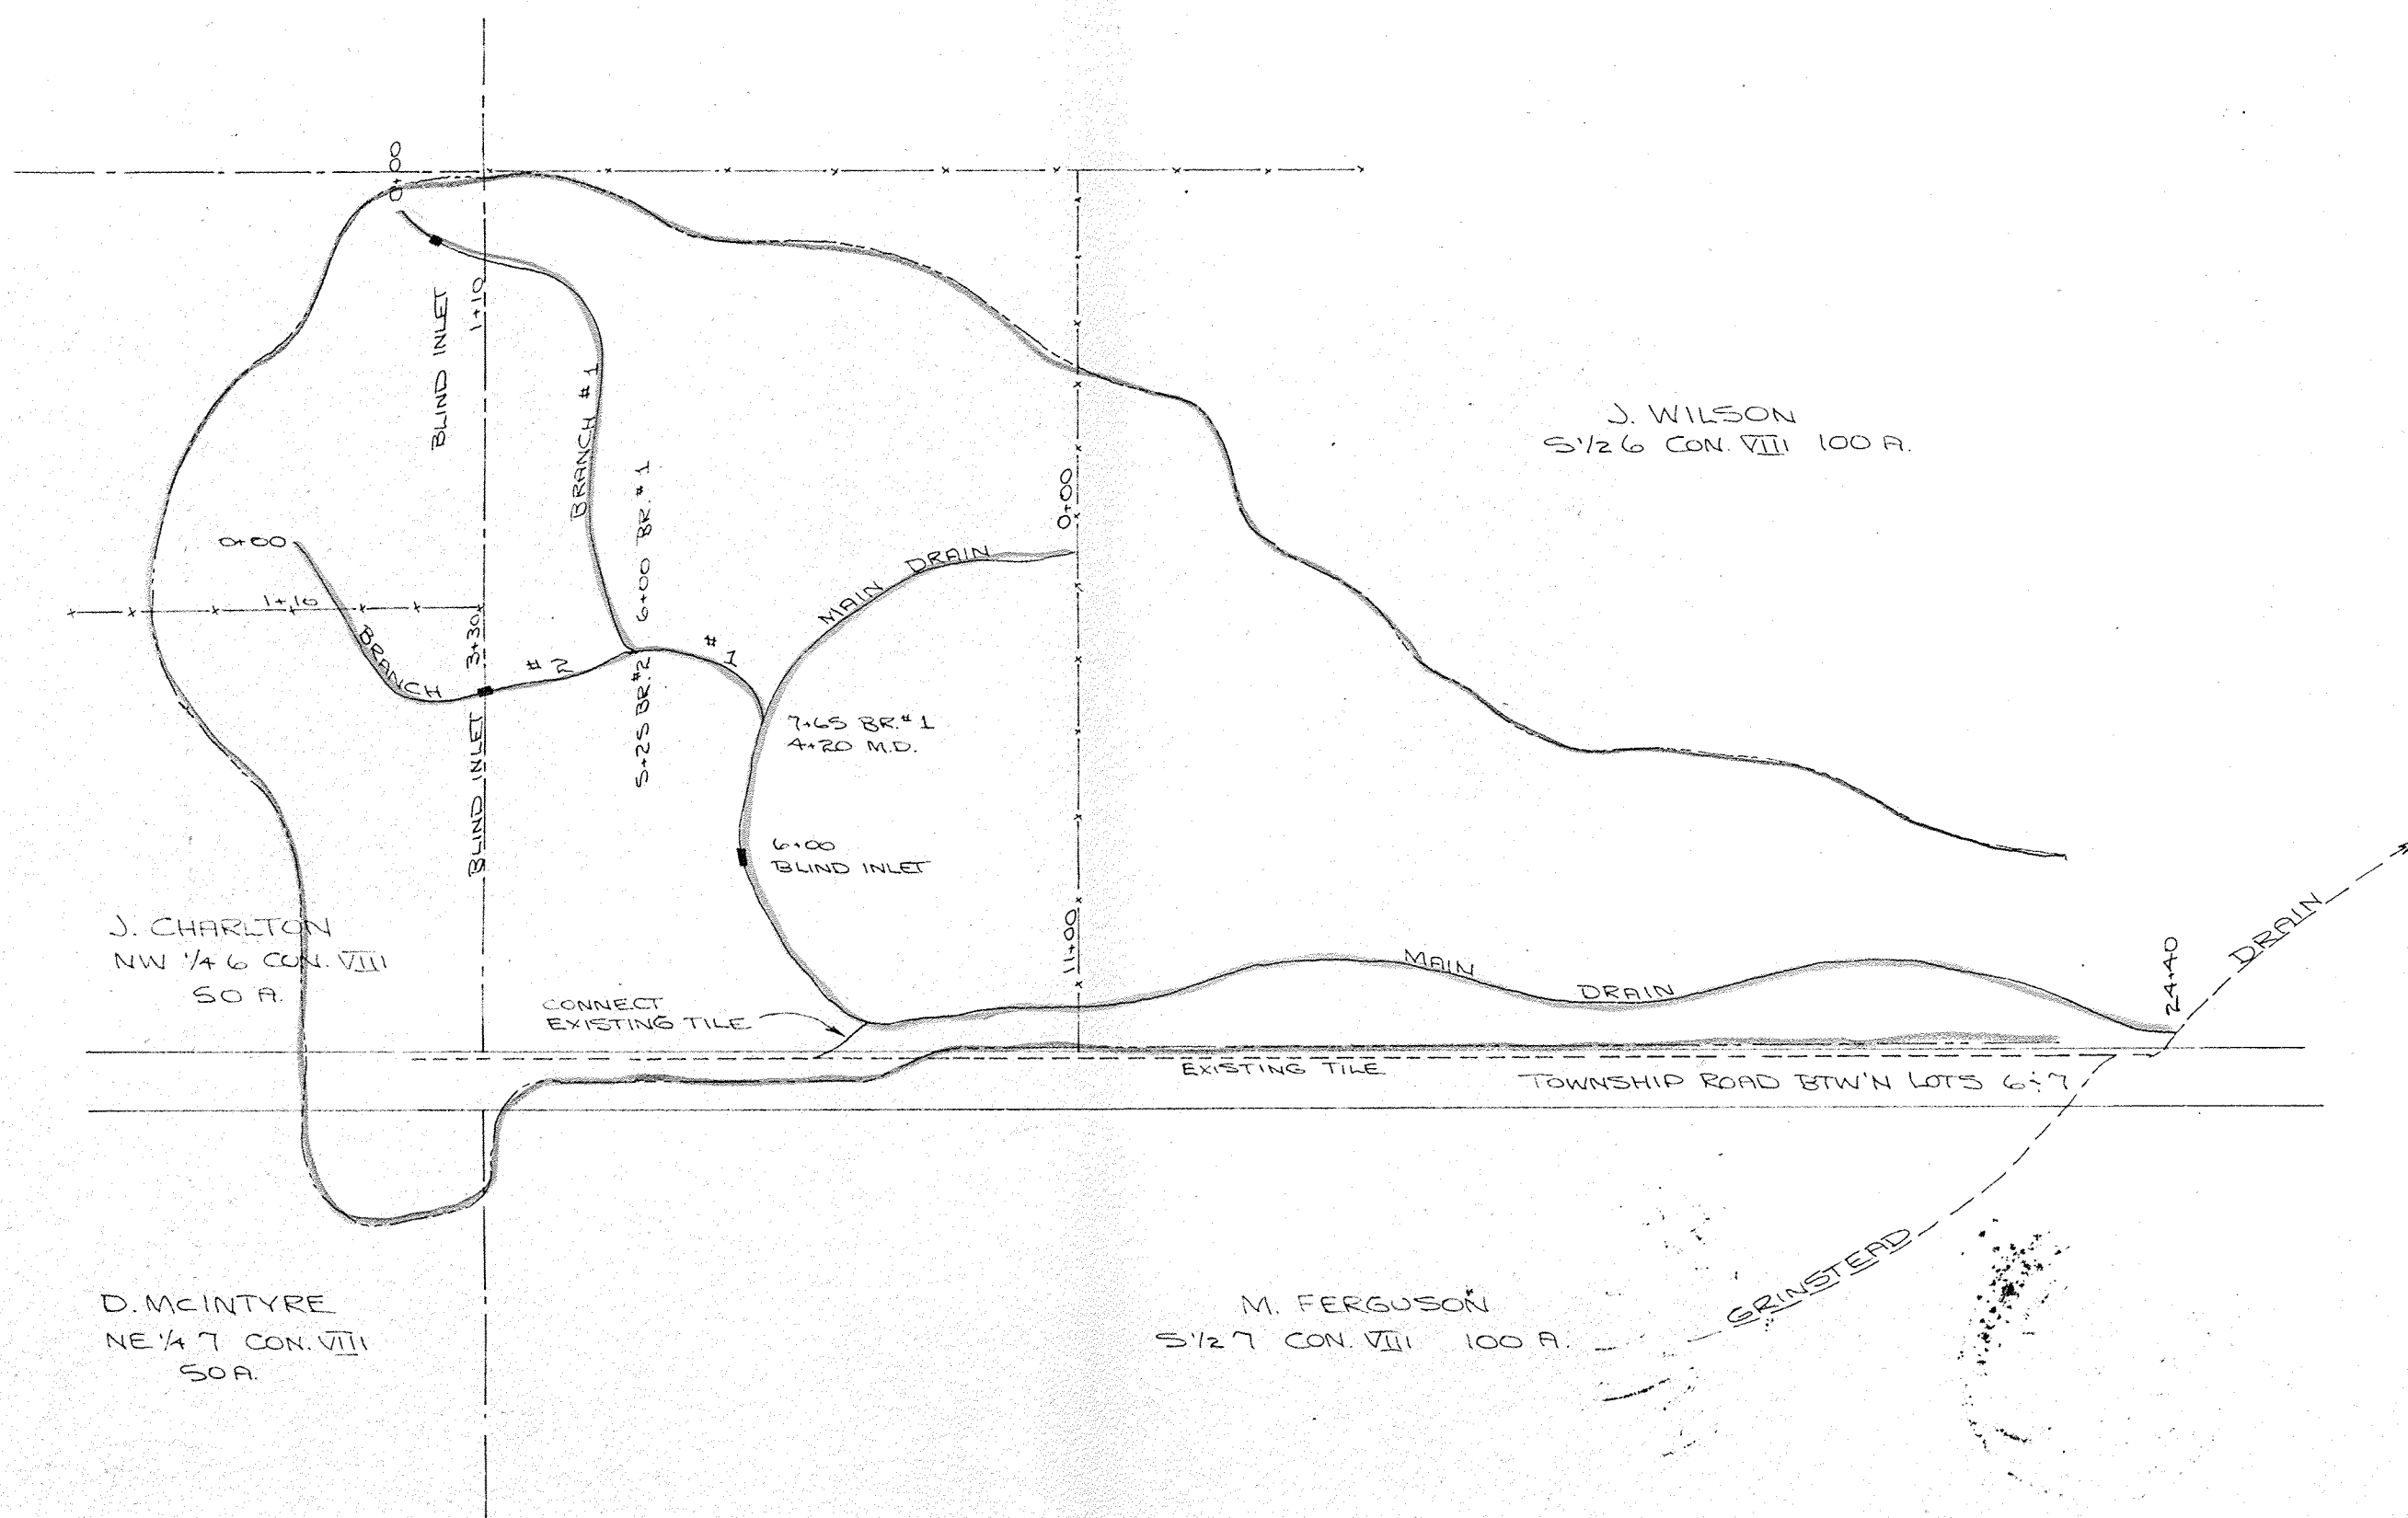 0+00
BLIND INLET
1+10
BRANCH #1
J. WILSON
S 1/2 6 CON. VIII 100 A.
0+00
6+00 BR. #1
0+00
MAIN DRAIN
1+10
3+30
BRANCH
#2
#1
5+25 BR. #2
7+65 BR. #1
4+20 M.D.
BLIND INLET
6+00
BLIND INLET
J. CHARLTON
NW 1/4 6 CON. VIII
50 A.
11+00
MAIN
DRAIN
24+40
DRAIN
CONNECT
EXISTING TILE
EXISTING TILE
TOWNSHIP ROAD BTW'N LOTS 6 & 7
GRINSTEAD
D. MCINTYRE
NE 1/4 7 CON. VIII
50 A.
M. FERGUSON
S 1/2 7 CON. VIII 100 A.